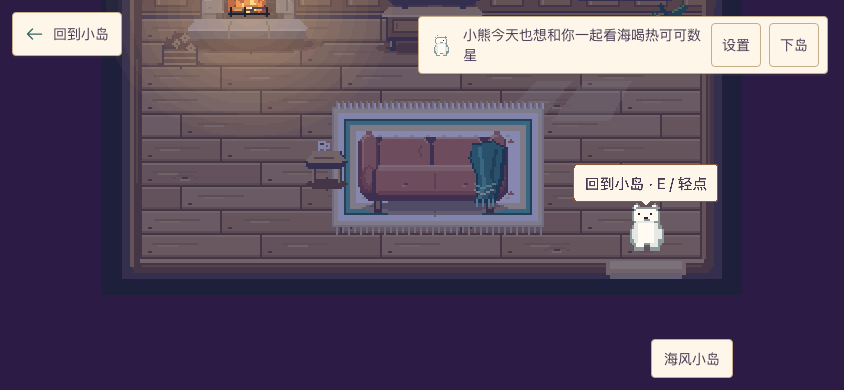 回到小岛
小熊今天也想和你一起看海喝热可可数
星
设置
下岛
回到小岛 · E / 轻点
海风小岛